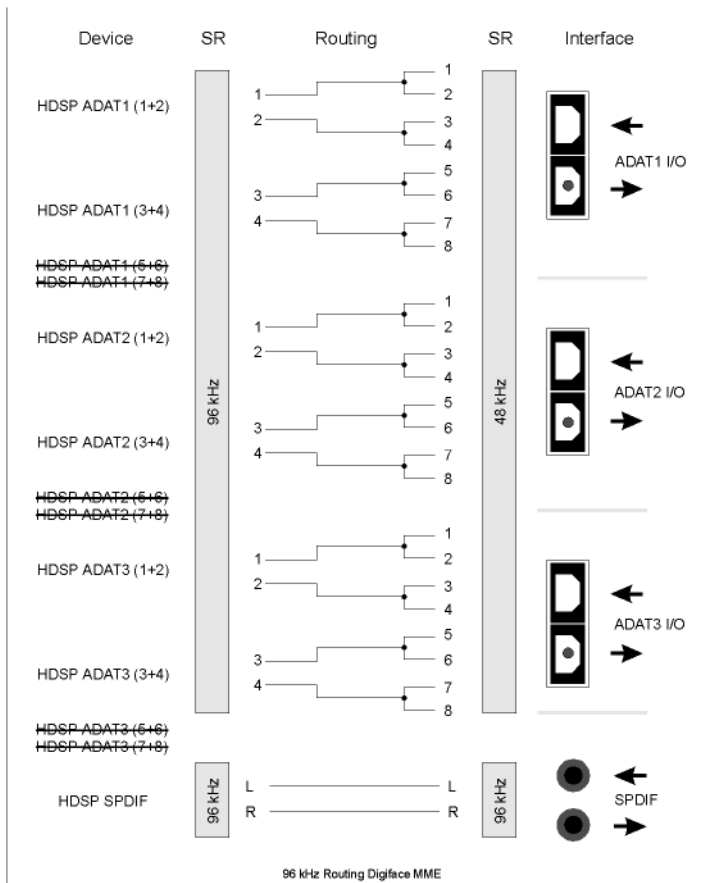 Device SR Routing SR Interface
1
HDSP ADAT1 (1+2) 1 2
2 3 ADAT1 I/O
4
5
3 6
HDSP ADAT1 (3+4) 4 7
8
HDSP ADAT1 (5+6)
HDSP ADAT1 (7+8)
1
1 2
HDSP ADAT2 (1+2) 2 3
4
96 kHz 48 kHz ADAT2 I/O
5
3 6
HDSP ADAT2 (3+4) 4 7
8
HDSP ADAT2 (5+6)
HDSP ADAT2 (7+8)
1
1 2
HDSP ADAT3 (1+2) 2 3
4
ADAT3 I/O
5
3 6
HDSP ADAT3 (3+4) 4 7
8
HDSP ADAT3 (5+6)
HDSP ADAT3 (7+8)
L L
HDSP SPDIF 96 kHz 96 kHz SPDIF
R R
96 kHz Routing Digiface MME